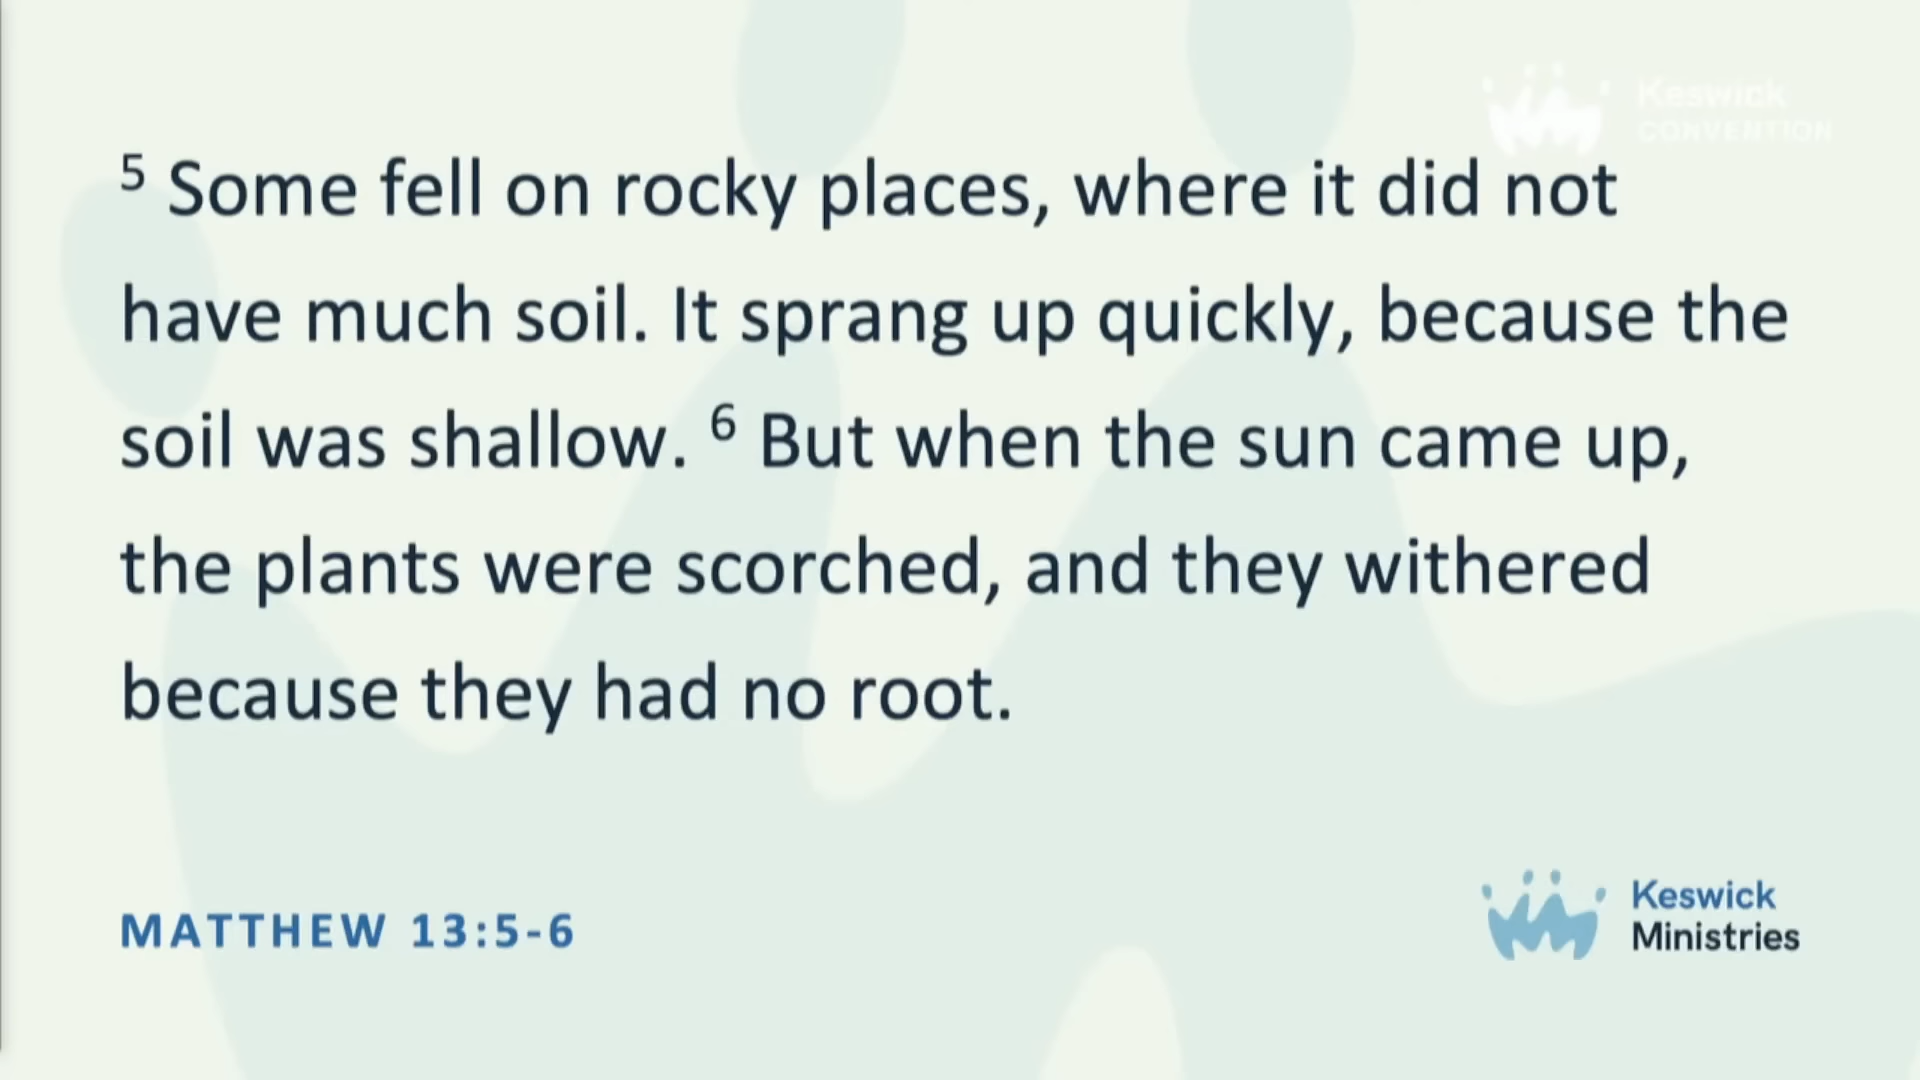 Keswick
CONVENTION
5 Some fell on rocky places, where it did not
have much soil. It sprang up quickly, because the
soil was shallow. 6 But when the sun came up,
the plants were scorched, and they withered
because they had no root.
MATTHEW 13:5-6
Keswick
Ministries